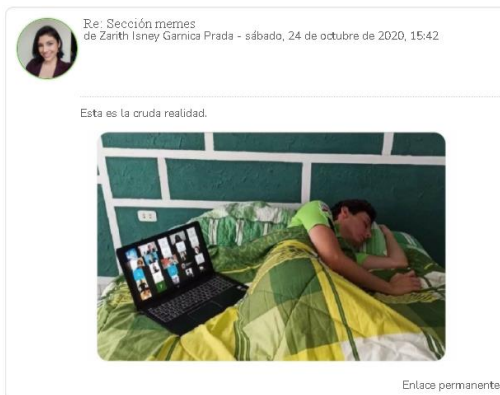 Re: Sección memes
de Zarith Isney Garnica Prada - sábado, 24 de octubre de 2020, 15:42
Esta es la cruda realidad.
Enlace permanente